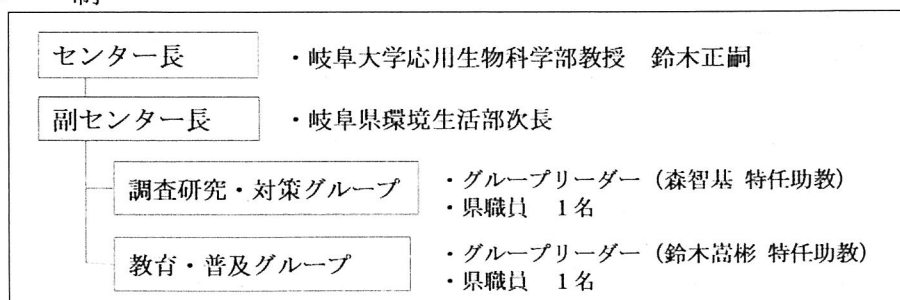 センター長 ・岐阜大学応用生物科学部教授 鈴木正嗣
副センター長 ・岐阜県環境生活部次長
調査研究・対策グループ ・グループリーダー（森智基 特任助教）
・県職員 1名
教育・普及グループ ・グループリーダー（鈴木嵩彬 特任助教）
・県職員 1名